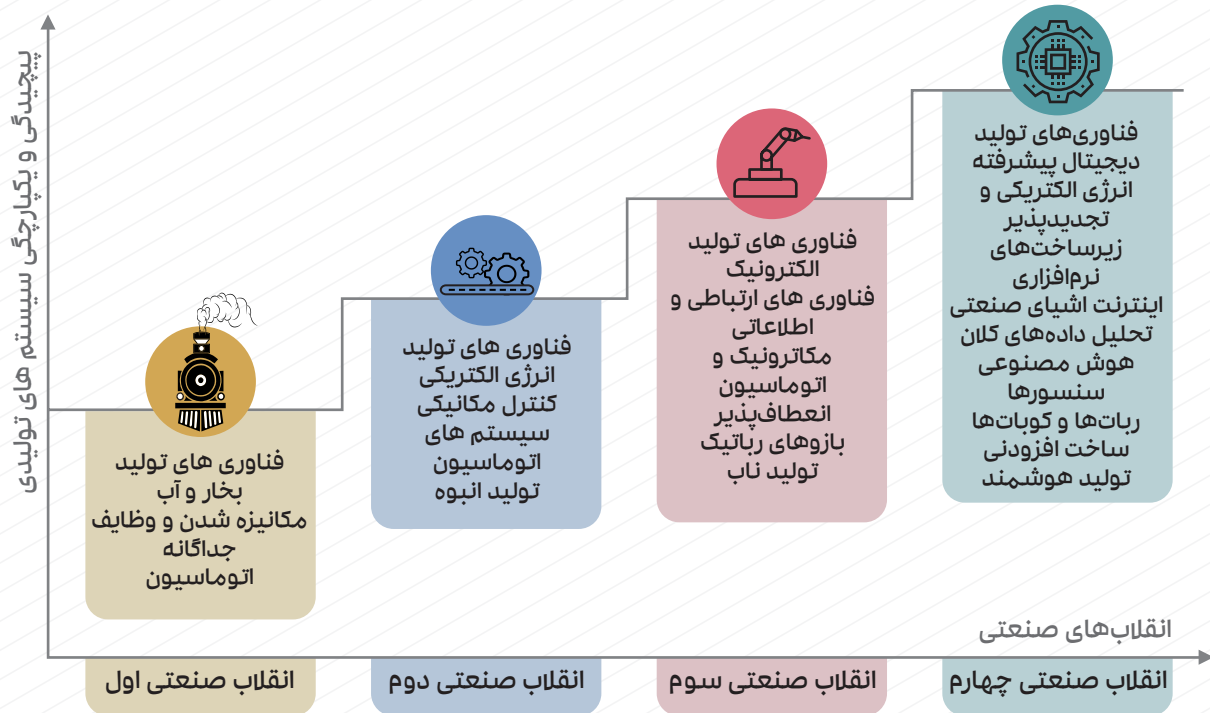 پیچیدگی و یکپارچگی سیستم های تولیدی
فناوری های تولید
بخار و آب
مکانیزه شدن و وظایف
جداگانه
اتوماسیون
فناوری های تولید
انرژی الکتریکی
کنترل مکانیکی
سیستم های
اتوماسیون
تولید انبوه
فناوری های تولید
الکترونیک
فناوری های ارتباطی و
اطلاعاتی
مکاترونیک و
اتوماسیون
انعطاف‌پذیر
بازوهای رباتیک
تولید ناب
فناوری‌های تولید
دیجیتال پیشرفته
انرژی الکتریکی و
تجدیدپذیر
زیرساخت‌های
نرم‌افزاری
اینترنت اشیای صنعتی
تحلیل داده‌های کلان
هوش مصنوعی
سنسورها
ربات‌ها و کوبات‌ها
ساخت افزودنی
تولید هوشمند
انقلاب‌های صنعتی
انقلاب صنعتی اول
انقلاب صنعتی دوم
انقلاب صنعتی سوم
انقلاب صنعتی چهارم